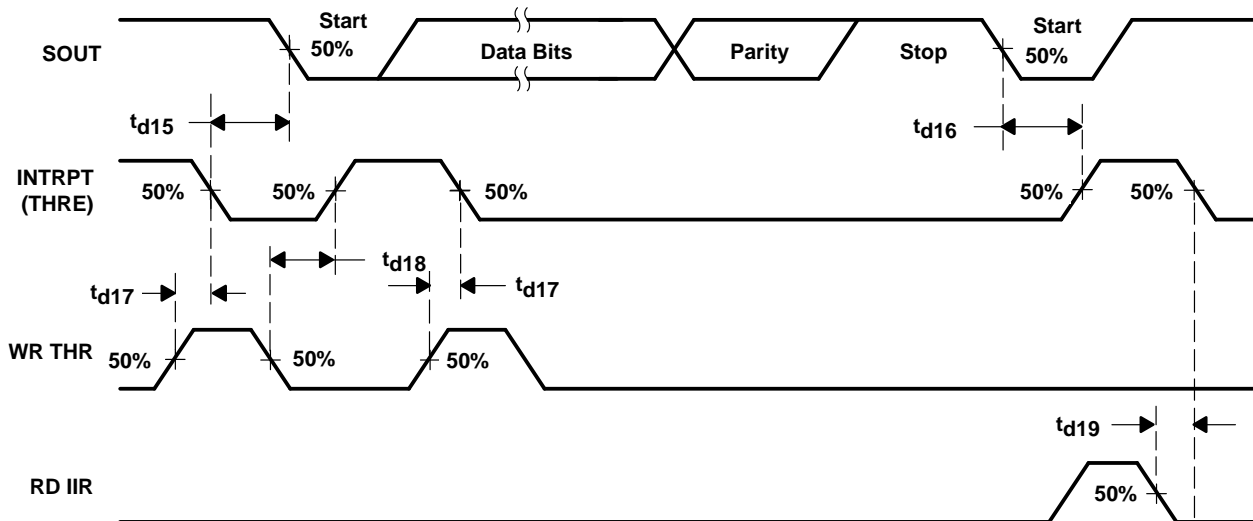 Start
Start
SOUT
50%
Data Bits
Parity
Stop
50%
td15
td16
INTRPT
(THRE)
50%
50%
50%
50%
50%
td17
td18
td17
WR THR
50%
50%
50%
td19
RD IIR
50%